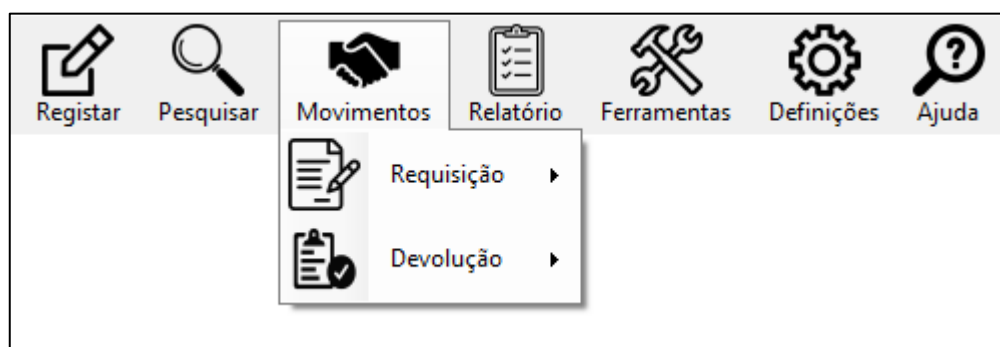 Registar Pesquisar Movimentos Relatório Ferramentas Definições Ajuda
Requisição
Devolução